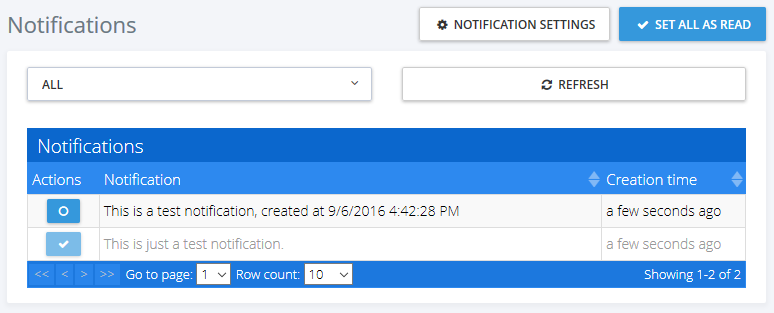 Notifications
NOTIFICATION SETTINGS
SET ALL AS READ
ALL
REFRESH
Notifications
Actions Notification Creation time
This is a test notification, created at 9/6/2016 4:42:28 PM a few seconds ago
This is just a test notification. a few seconds ago
<< < > >> Go to page: 1 Row count: 10 Showing 1-2 of 2